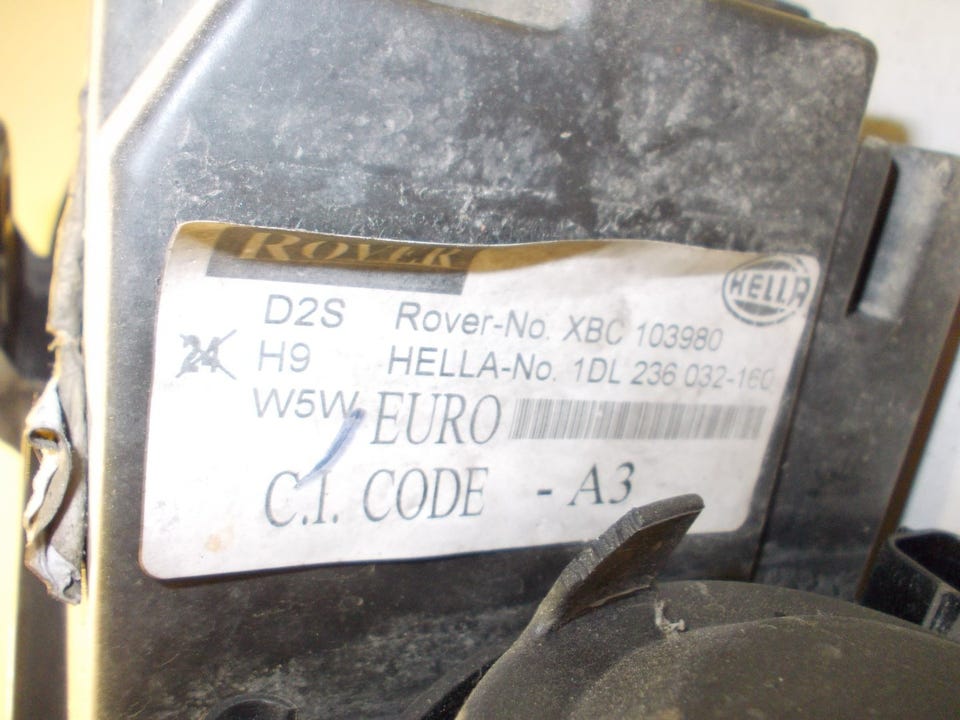 ROVER
HELLA
D2S Rover-No. XBC 103980
24 H9 HELLA-No. 1DL 236 032-160
W5W EURO
C.I. CODE - A3